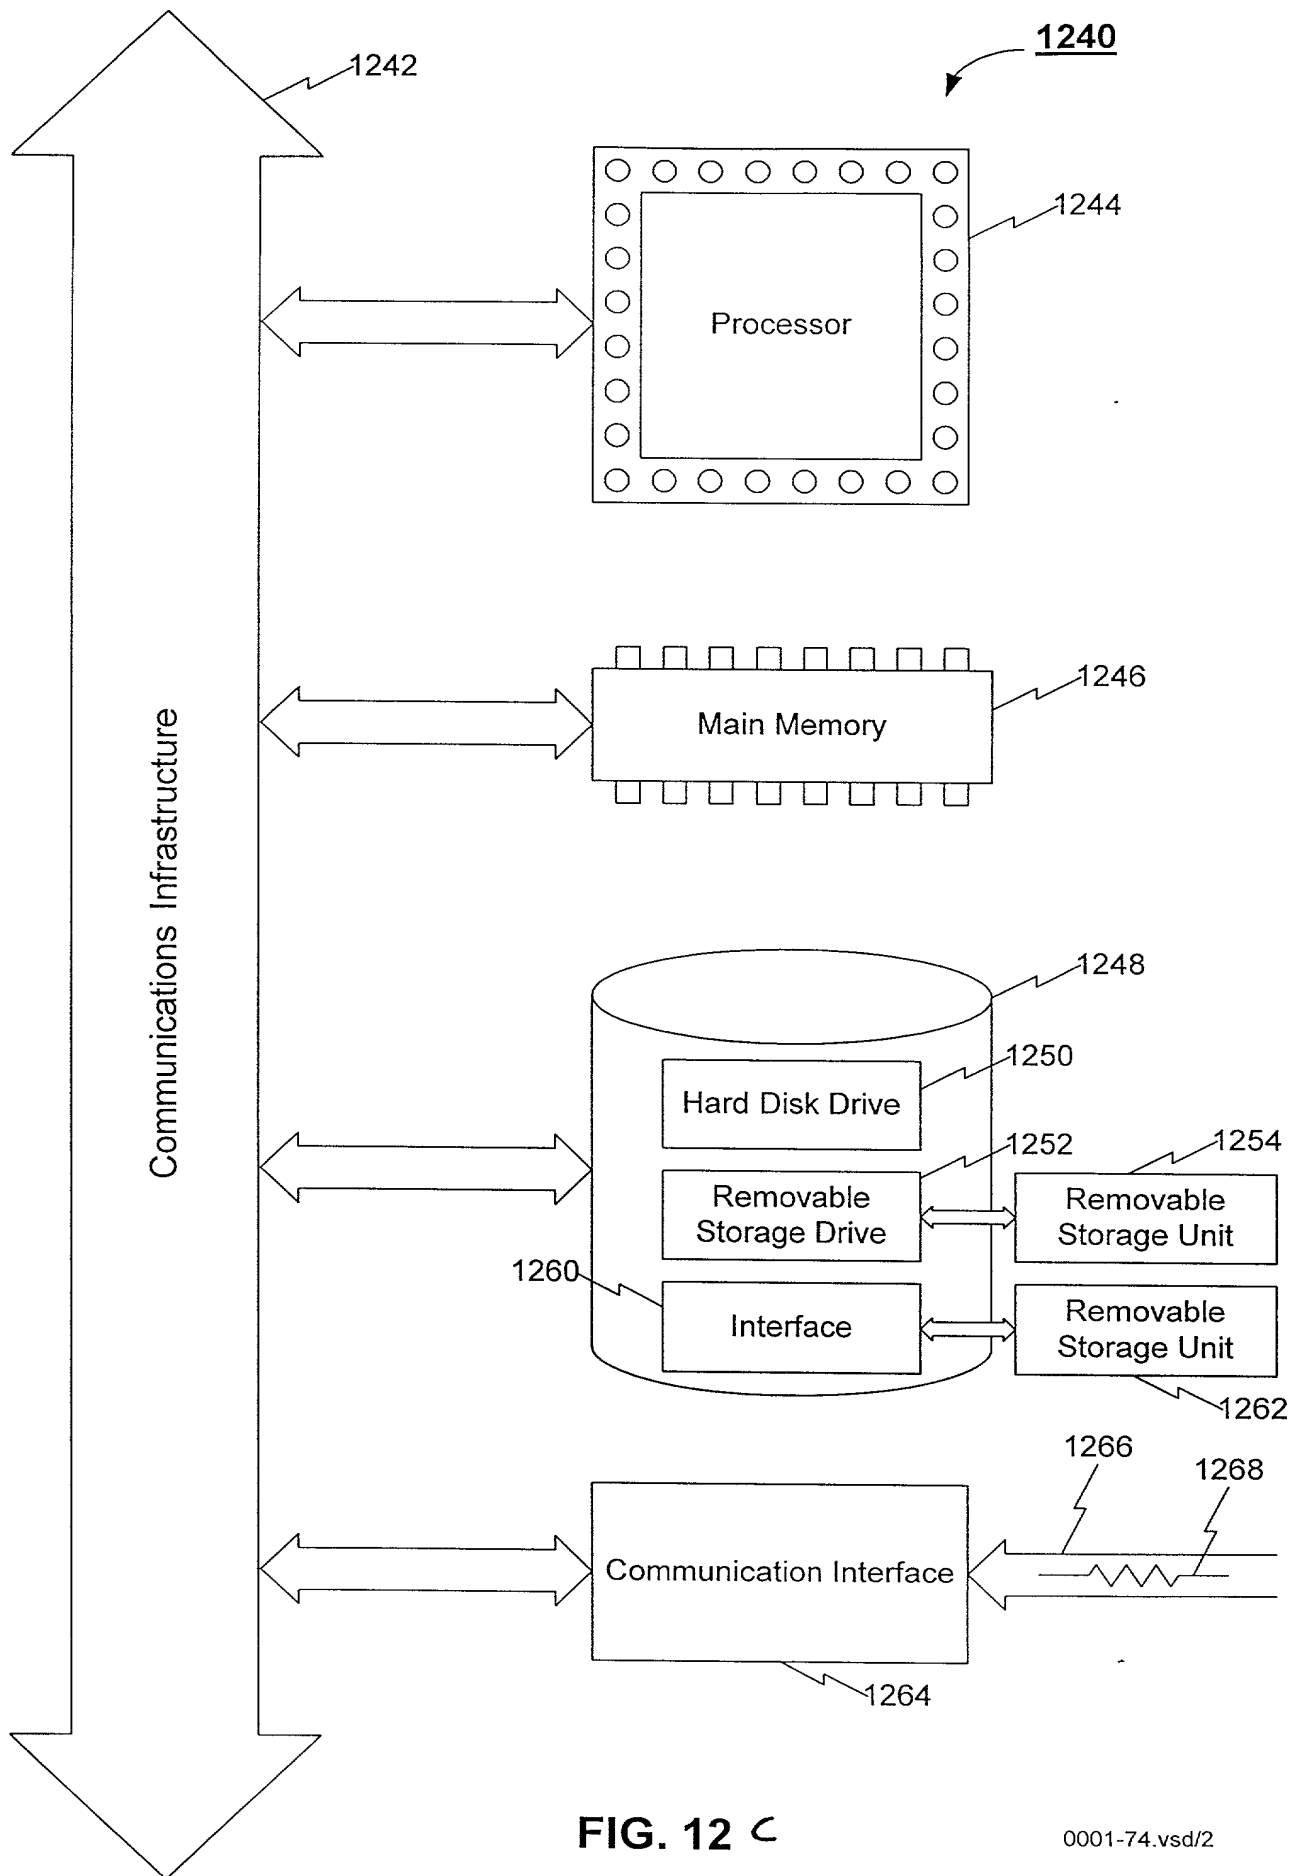 1240
1242
1244
Processor
1246
Main Memory
Communications Infrastructure
1248
1250
Hard Disk Drive
1252
1254
Removable
Storage Drive
Removable
Storage Unit
1260
Interface
Removable
Storage Unit
1262
1266
1268
Communication Interface
1264
FIG. 12 C
0001-74.vsd/2